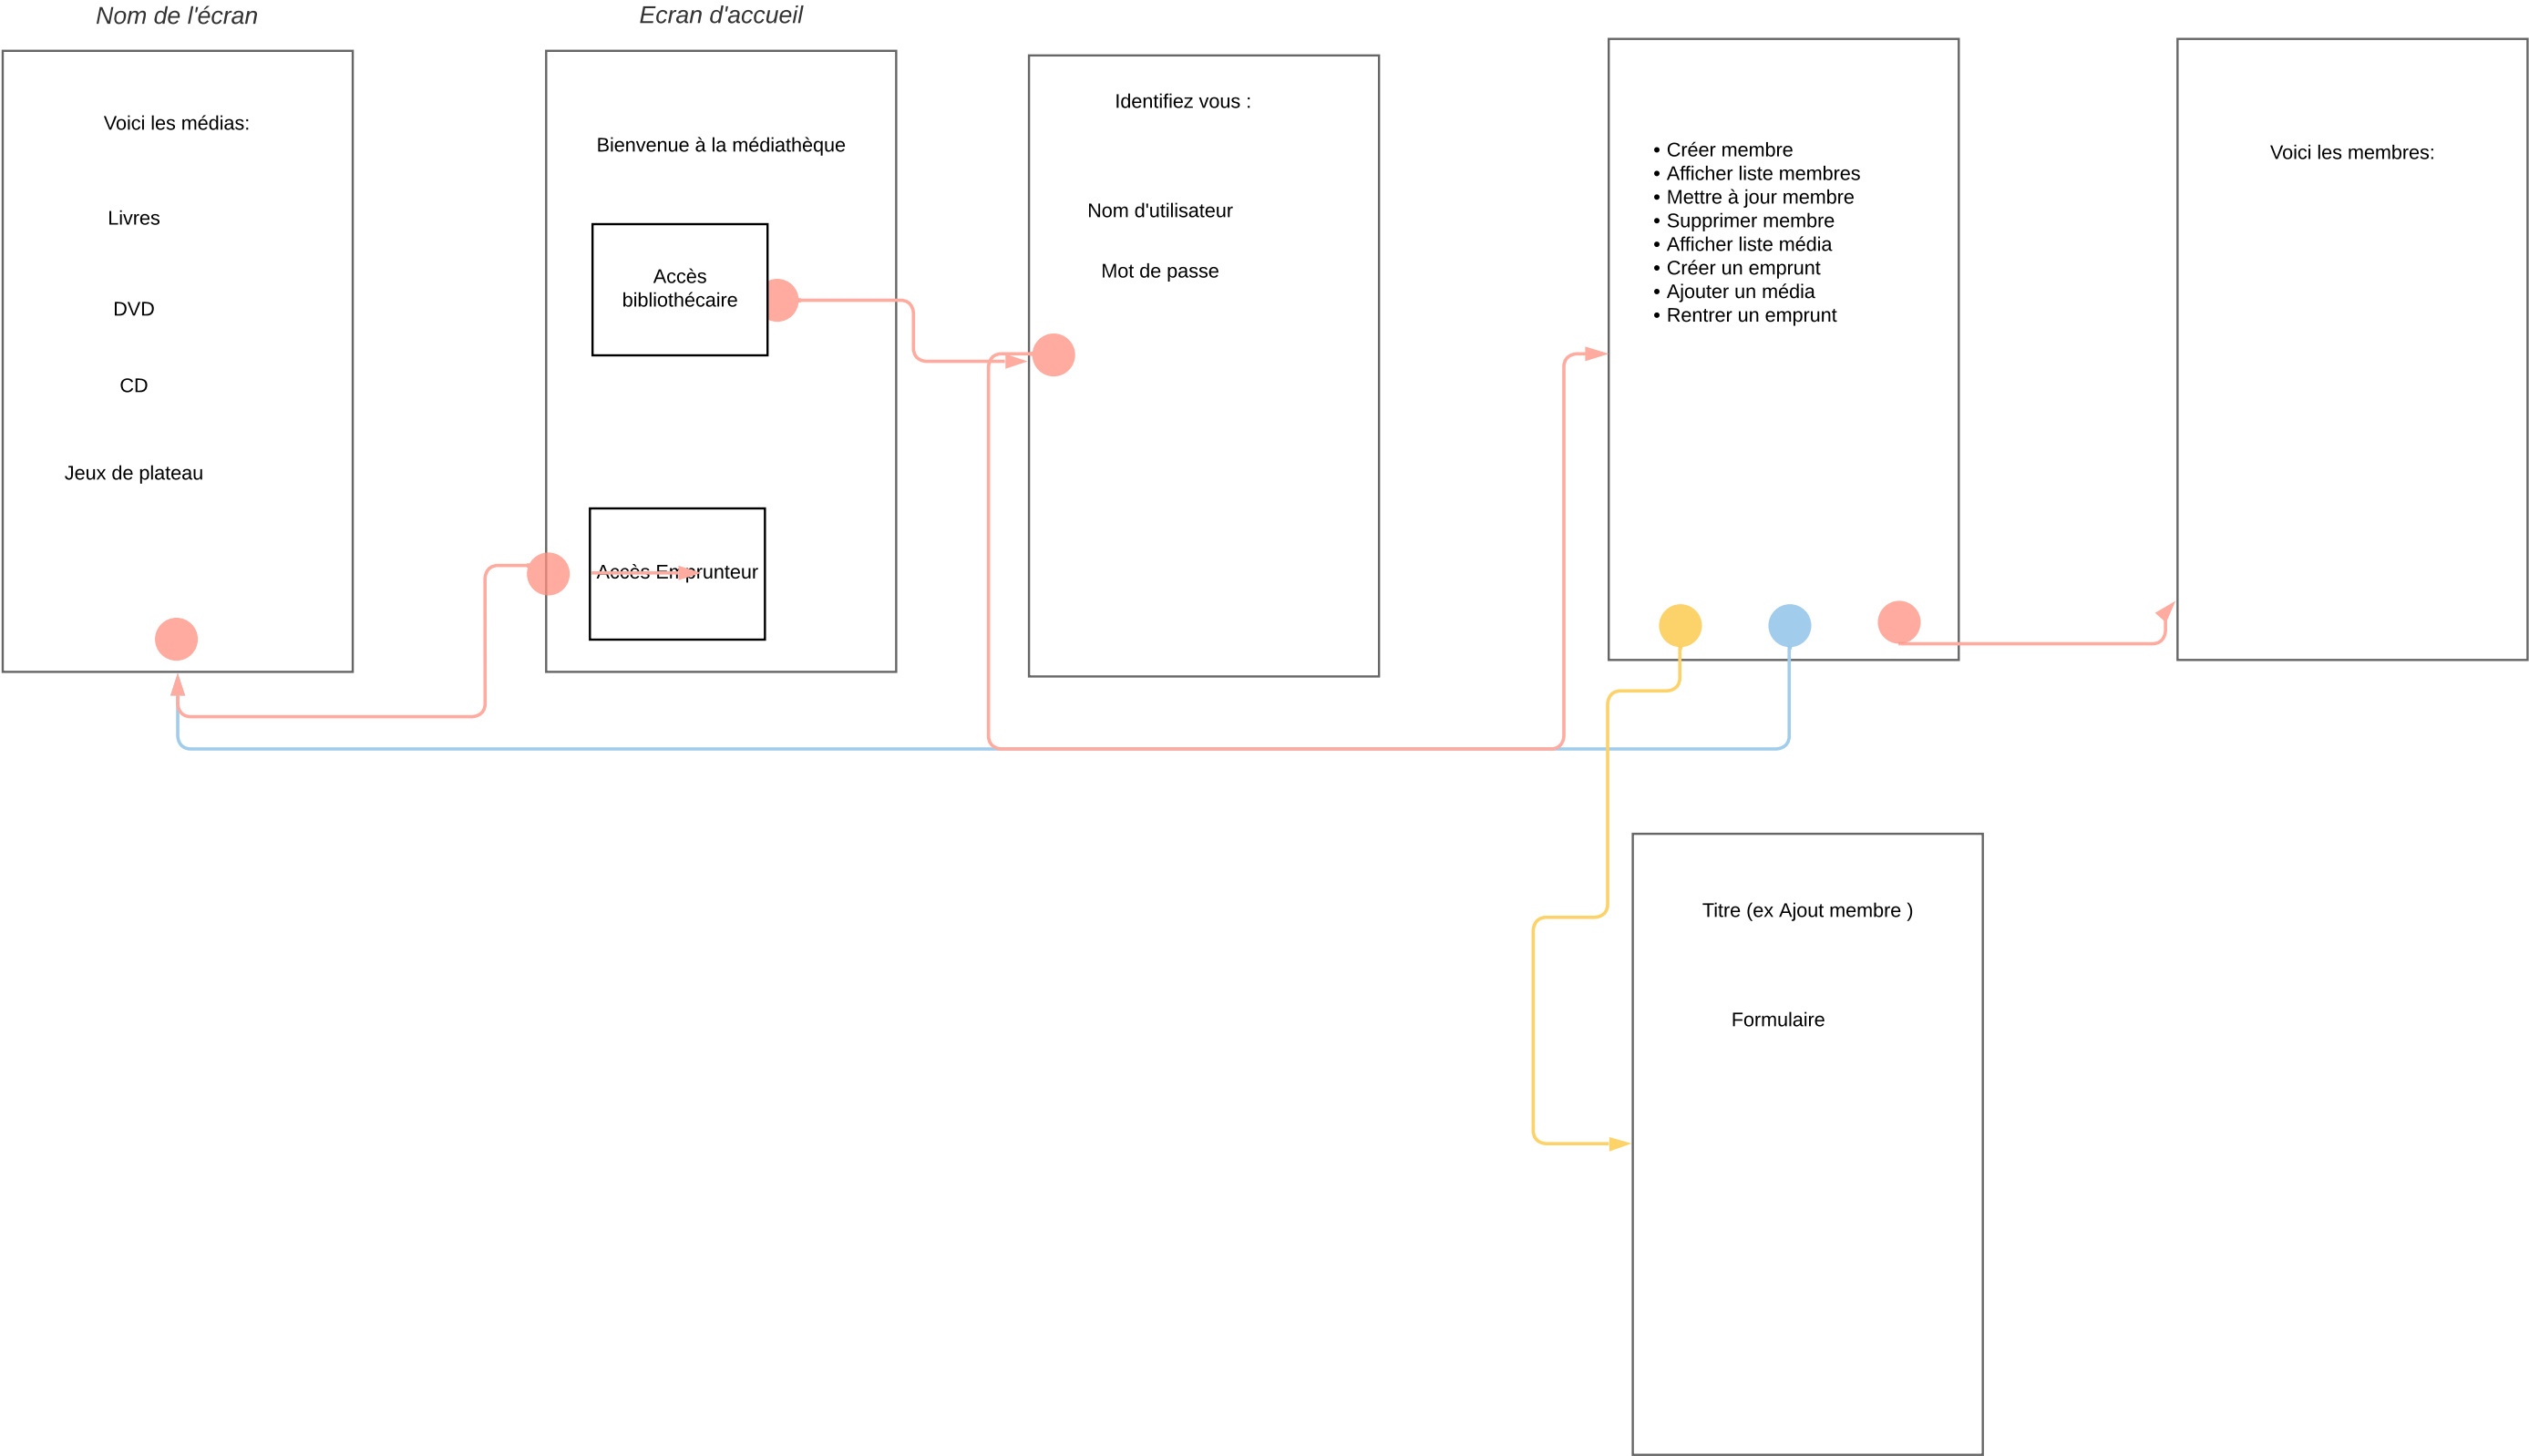 Nom de l'écran
Voici les médias:
Livres
DVD
CD
Jeux de plateau
Ecran d'accueil
Bienvenue à la médiathèque
Accès
bibliothécaire
Accès Emprunteur
Identifiez vous :
Nom d'utilisateur
Mot de passe
• Créer membre
• Afficher liste membres
• Mettre à jour membre
• Supprimer membre
• Afficher liste média
• Créer un emprunt
• Ajouter un média
• Rentrer un emprunt
Voici les membres:
Titre (ex Ajout membre )
Formulaire